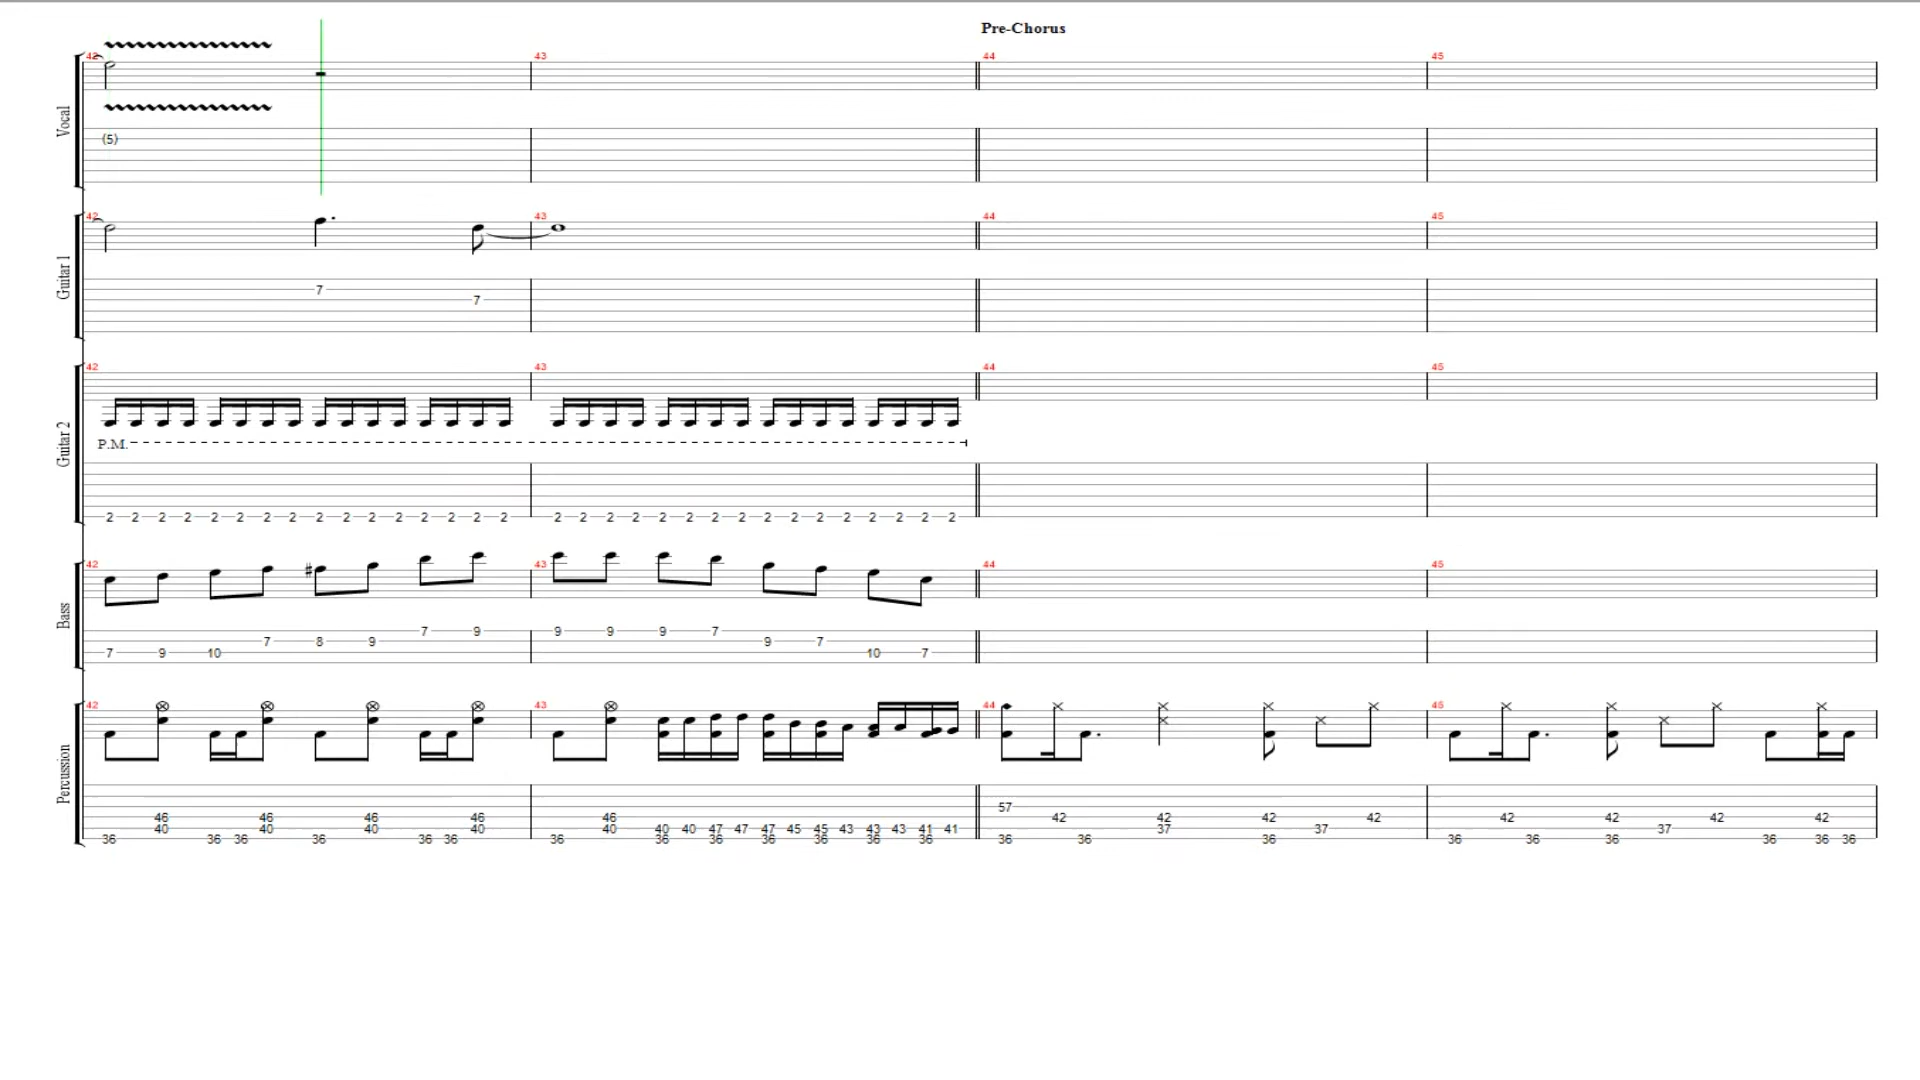 Pre-Chorus
42 43 44 45
Vocal
(5)
42 43 44 45
Guitar 1
7
7
42 43 44 45
Guitar 2
P.M.
2 2 2 2 2 2 2 2 2 2 2 2 2 2 2 2 2 2 2 2 2 2 2 2 2 2 2 2 2 2 2 2
42 43 44 45
Bass
7 9 9 9 9 7
7 8 9 9 7
7 9 10 10 7
42 43 44 45
Percussion
57
46 46 46 46 46 42 42 42 42 42 42 42 42
40 40 40 40 40 40 40 47 47 47 45 45 43 43 43 41 41 37 37 37
36 36 36 36 36 36 36 36 36 36 36 36 36 36 36 36 36 36 36 36 36 36